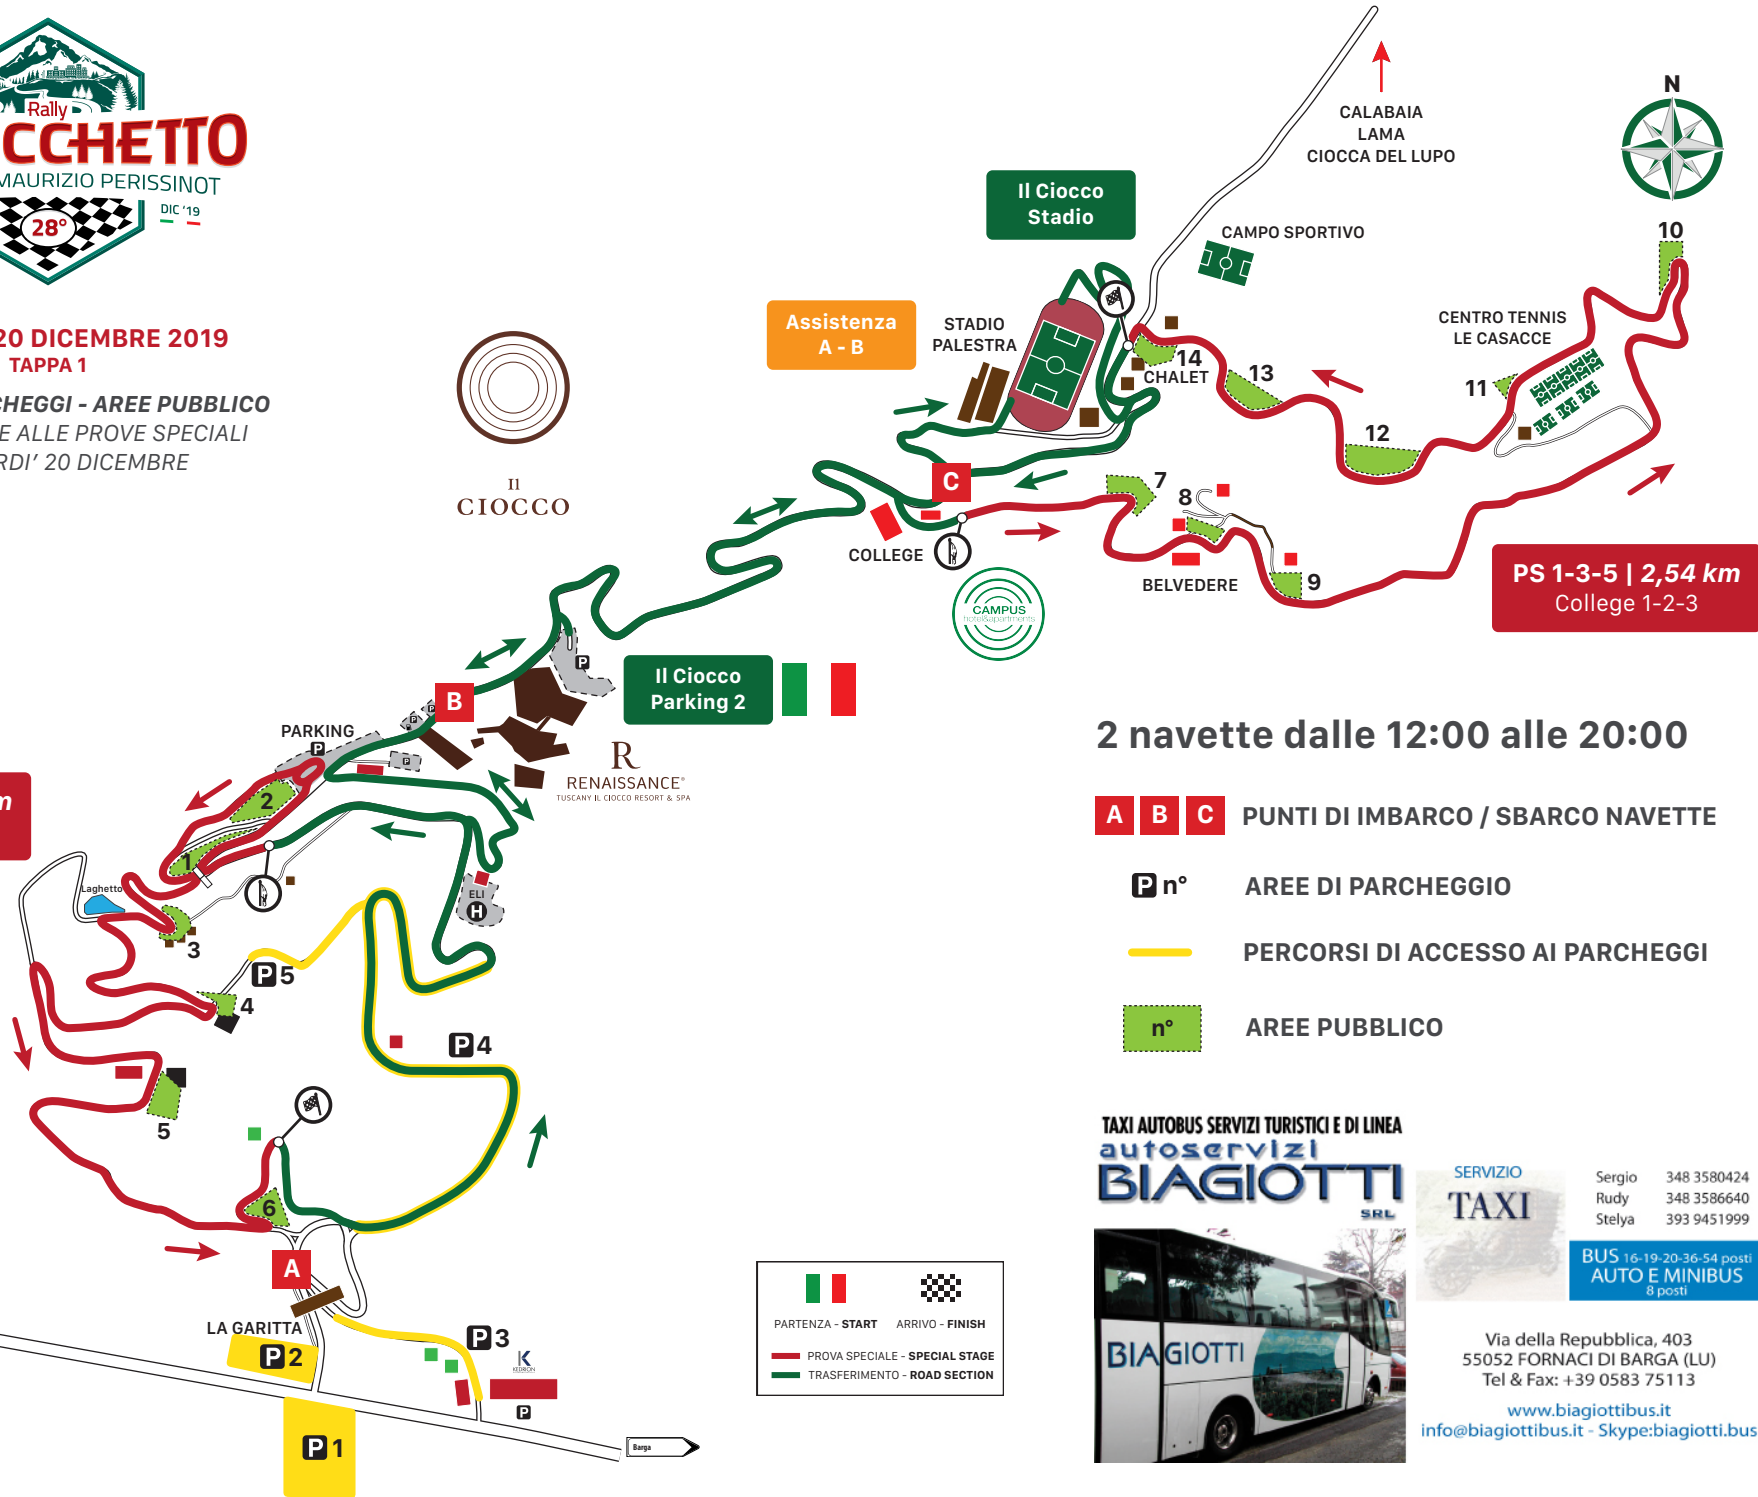 Rally
CCHETTO
MAURIZIO PERISSINOT
DIC '19
28°
20 DICEMBRE 2019
TAPPA 1
CHEGGI - AREE PUBBLICO
E ALLE PROVE SPECIALI
RDI' 20 DICEMBRE
Il
CIOCCO
CALABAIA
LAMA
CIOCCA DEL LUPO
N
Il Ciocco
Stadio
CAMPO SPORTIVO
10
Assistenza
A - B
STADIO
PALESTRA
CENTRO TENNIS
LE CASACCE
14
CHALET
13
11
12
C
7
8
COLLEGE
BELVEDERE
9
PS 1-3-5 | 2,54 km
College 1-2-3
CAMPUS
hotel&apartments
P
Il Ciocco
Parking 2
B
P
P
PARKING
P
P
R
RENAISSANCE®
TUSCANY IL CIOCCO RESORT & SPA
m
2
1
Laghetto
3
ELI
H
P5
4
P4
5
6
A
LA GARITTA
P2
P3
K
KEDRION
P
P1
Barga
2 navette dalle 12:00 alle 20:00
A B C PUNTI DI IMBARCO / SBARCO NAVETTE
P n° AREE DI PARCHEGGIO
PERCORSI DI ACCESSO AI PARCHEGGI
n° AREE PUBBLICO
PARTENZA - START ARRIVO - FINISH
PROVA SPECIALE - SPECIAL STAGE
TRASFERIMENTO - ROAD SECTION
TAXI AUTOBUS SERVIZI TURISTICI E DI LINEA
autoservizi
BIAGIOTTI
SRL
BIAGIOTTI
SERVIZIO
TAXI
Sergio 348 3580424
Rudy 348 3586640
Stelya 393 9451999
BUS 16-19-20-36-54 posti
AUTO E MINIBUS
8 posti
Via della Repubblica, 403
55052 FORNACI DI BARGA (LU)
Tel & Fax: +39 0583 75113
www.biagiottibus.it
info@biagiottibus.it - Skype:biagiotti.bus